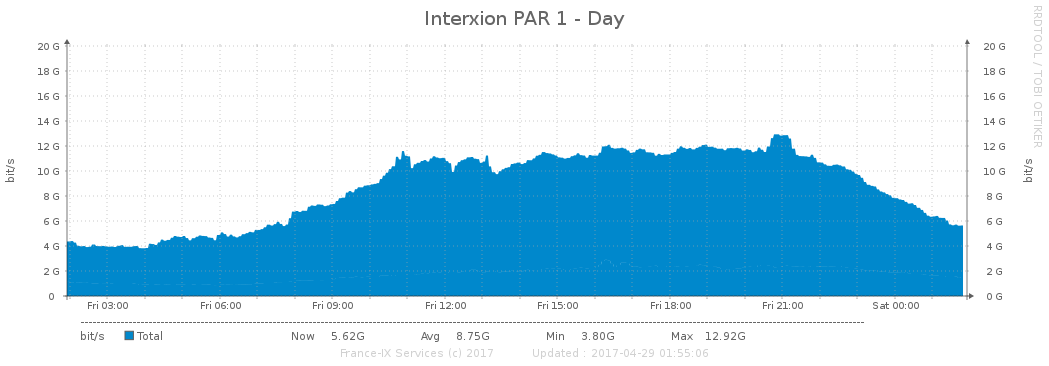 Interxion PAR 1 - Day
RRDTOOL / TOBI OETIKER
bit/s
20 G 20 G
18 G 18 G
16 G 16 G
14 G 14 G
12 G 12 G
10 G 10 G
8 G 8 G
6 G 6 G
4 G 4 G
2 G 2 G
0 0 G
bit/s
Fri 03:00 Fri 06:00 Fri 09:00 Fri 12:00 Fri 15:00 Fri 18:00 Fri 21:00 Sat 00:00
bit/s Total Now 5.62G Avg 8.75G Min 3.80G Max 12.92G
France-IX Services (c) 2017 Updated : 2017-04-29 01:55:06